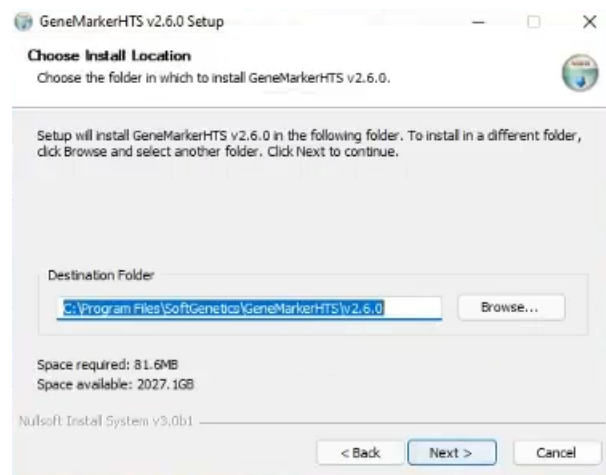 GeneMarkerHTS v2.6.0 Setup
Choose Install Location
Choose the folder in which to install GeneMarkerHTS v2.6.0.
Setup will install GeneMarkerHTS v2.6.0 in the following folder. To install in a different folder,
click Browse and select another folder. Click Next to continue.
Destination Folder
C:\Program Files\SoftGenetics\GeneMarkerHTS\v2.6.0
Browse...
Space required: 81.6MB
Space available: 2027.1GB
Nullsoft Install System v3.0b1
< Back
Next >
Cancel